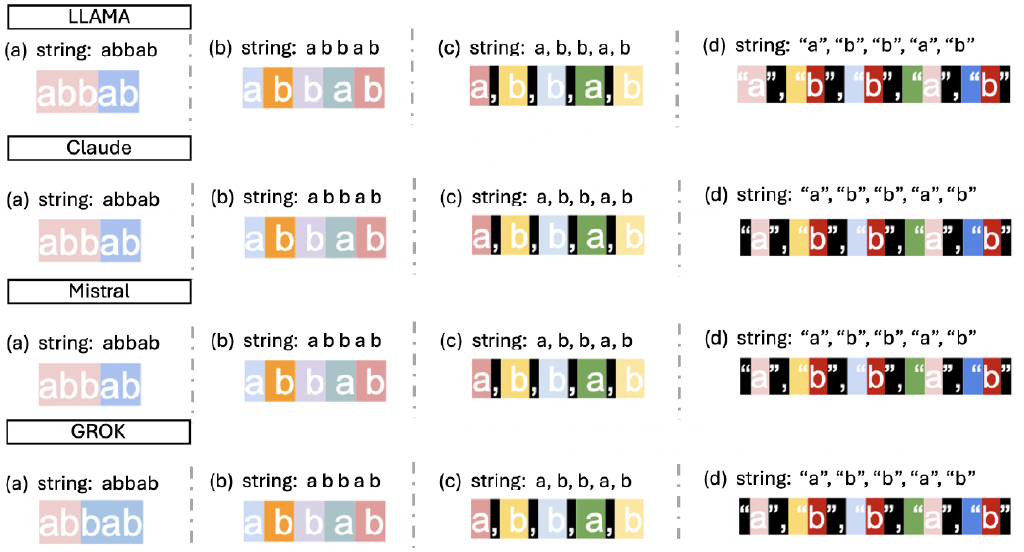 LLAMA
(a) string: abbab
(b) string: a b b a b
(c) string: a, b, b, a, b
(d) string: “a”, “b”, “b”, “a”, “b”
abbab
a b b a b
a, b, b, a, b
“a”, “b”, “b”, “a”, “b”
Claude
(a) string: abbab
(b) string: a b b a b
(c) string: a, b, b, a, b
(d) string: “a”, “b”, “b”, “a”, “b”
abbab
a b b a b
a, b, b, a, b
“a”, “b”, “b”, “a”, “b”
Mistral
(a) string: abbab
(b) string: a b b a b
(c) string: a, b, b, a, b
(d) string: “a”, “b”, “b”, “a”, “b”
abbab
a b b a b
a, b, b, a, b
“a”, “b”, “b”, “a”, “b”
GROK
(a) string: abbab
(b) string: a b b a b
(c) string: a, b, b, a, b
(d) string: “a”, “b”, “b”, “a”, “b”
abbab
a b b a b
a, b, b, a, b
“a”, “b”, “b”, “a”, “b”